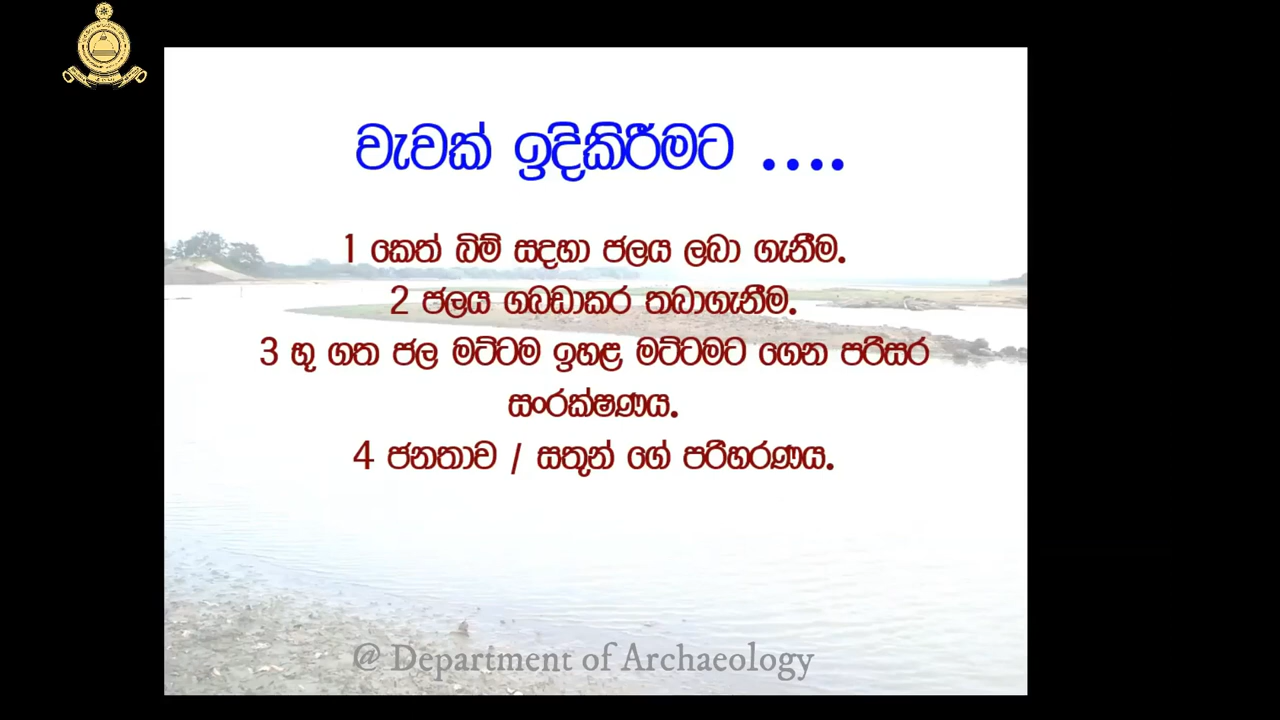 වැවක් ඉදිකිරීමට ....
1 කෙත් බිම් සදහා ජලය ලබා ගැනීම.
2 ජලය ගබඩාකර තබාගැනීම.
3 භූ ගත ජල මට්ටම ඉහළ මට්ටමට ගෙන පරිසර
සංරක්ෂණය.
4 ජනතාව / සතුන් ගේ පරිහරණය.
@ Department of Archaeology